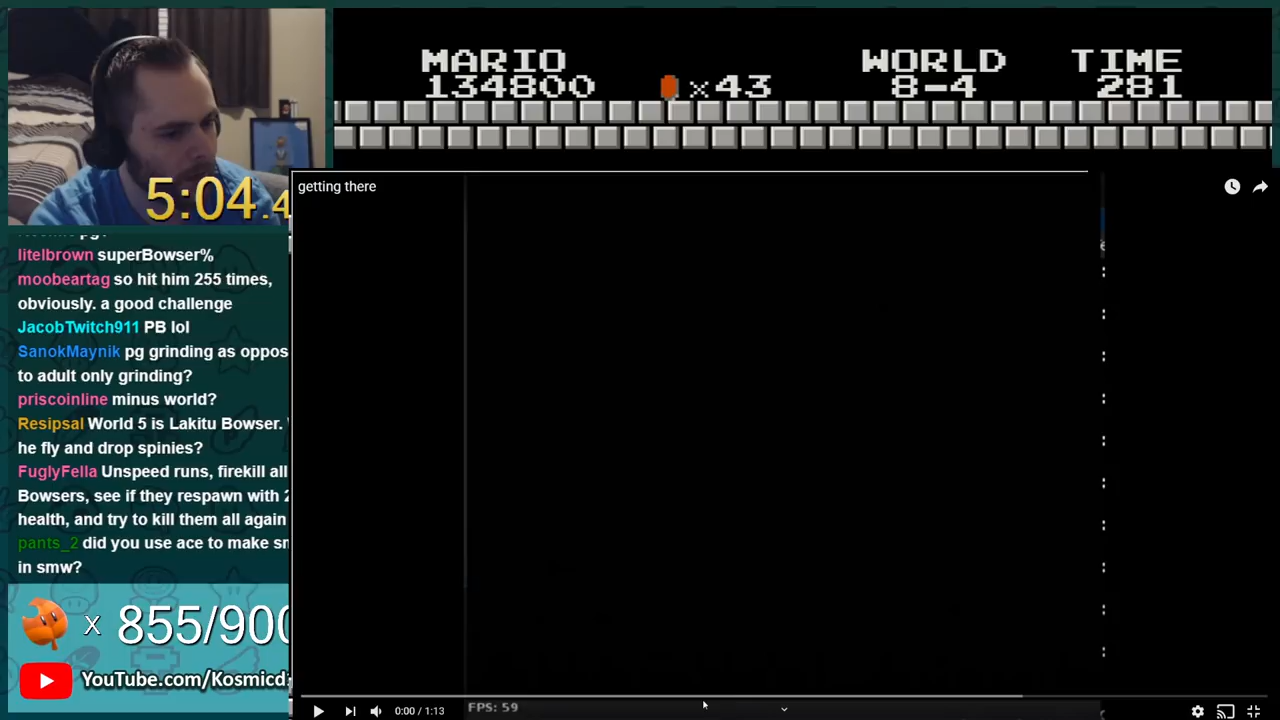 MARIO WORLD TIME
134800 x43 8-4 281
getting there
5:04.4
litelbrown superBowser%
moobeartag so hit him 255 times,
obviously. a good challenge
JacobTwitch911 PB lol
SanokMaynik pg grinding as oppos
to adult only grinding?
priscoinline minus world?
Resipsal World 5 is Lakitu Bowser.
he fly and drop spinies?
FuglyFella Unspeed runs, firekill all
Bowsers, see if they respawn with 2
health, and try to kill them all again
pants_2 did you use ace to make sm
in smw?
x 855/900
YouTube.com/Kosmicd
0:00 / 1:13
FPS: 59